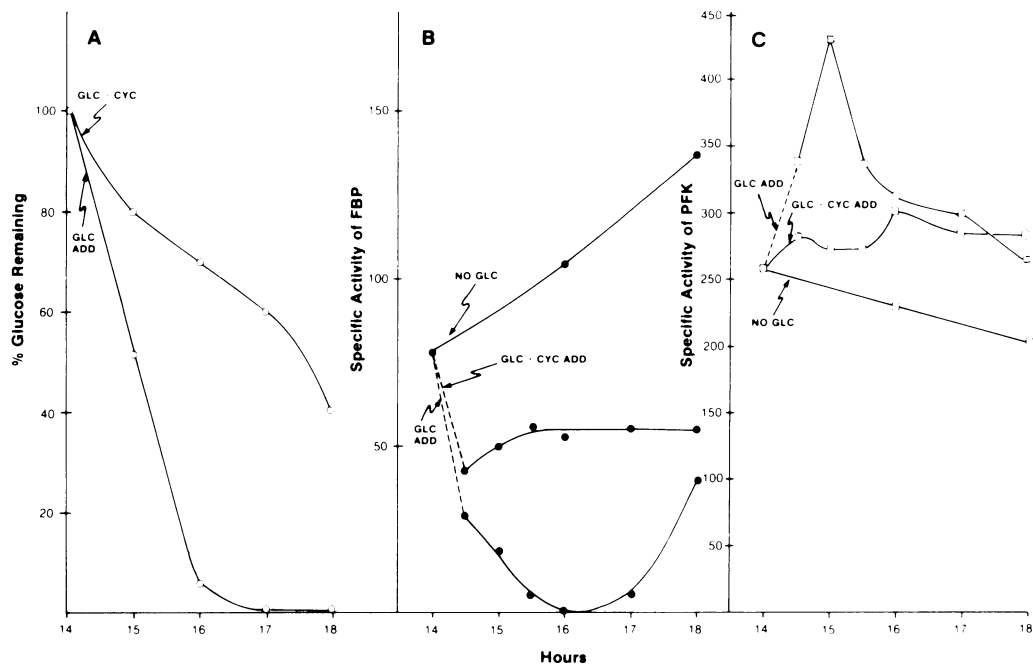 A
GLC · CYC
GLC
ADD
% Glucose Remaining
100
80
60
40
20
14
15
16
17
18
B
Specific Activity of FBP
150
100
50
NO GLC
GLC · CYC ADD
GLC
ADD
14
15
16
17
18
Hours
C
Specific Activity of PFK
450
400
350
300
250
200
150
100
50
GLC ADD
GLC · CYC ADD
NO GLC
14
15
16
17
18